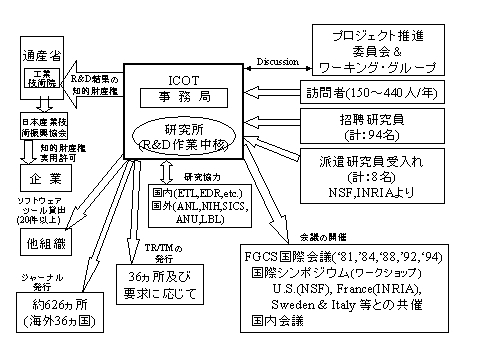 通産省
工業
技術院
R&D結果の
知的財産権
日本産業技
術振興協会
知的財産権
実用許可
企 業
ICOT
事 務 局
研究所
(R&D作業中核)
Discussion
プロジェクト推進
委員会＆
ワーキング・グループ
訪問者(150～440人/年)
招聘研究員
(計：94名)
派遣研究員受入れ
(計：8名)
NSF,INRIAより
研究協力
国内(ETL,EDR,etc.)
国外(ANL,NIH,SICS,
ANU,LBL)
ソフトウェア
ツール貸出
(20件以上)
他組織
ジャーナル
発行
約626ヵ所
(海外36ヵ国)
TR/TMの
発行
36ヵ所及び
要求に応じて
会議の開催
FGCS国際会議(‘81,’84,‘88,’92,‘94)
国際シンポジウム(ワークショップ)
U.S.(NSF), France(INRIA),
Sweden & Italy 等との共催
国内会議